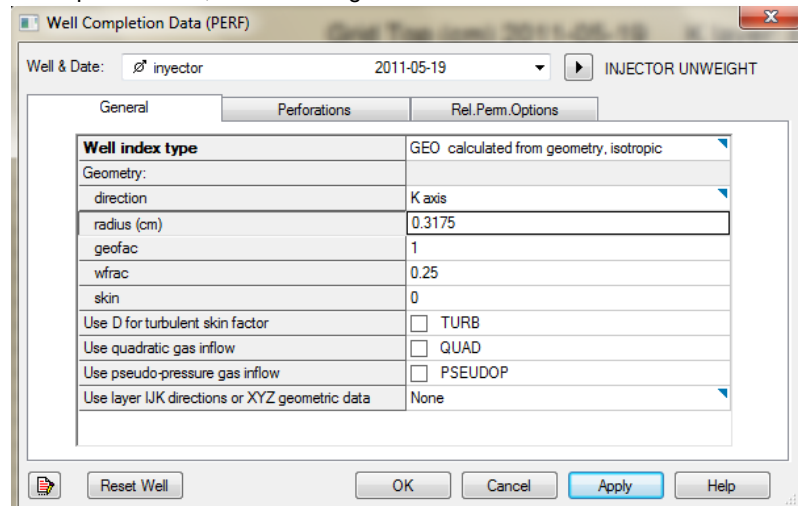 Well Completion Data (PERF)
Well & Date: inyector 2011-05-19 INJECTOR UNWEIGHT
General Perforations Rel.Perm.Options
Well index type GEO calculated from geometry, isotropic
Geometry:
direction K axis
radius (cm) 0.3175
geofac 1
wfrac 0.25
skin 0
Use D for turbulent skin factor TURB
Use quadratic gas inflow QUAD
Use pseudo-pressure gas inflow PSEUDOP
Use layer IJK directions or XYZ geometric data None
Reset Well OK Cancel Apply Help